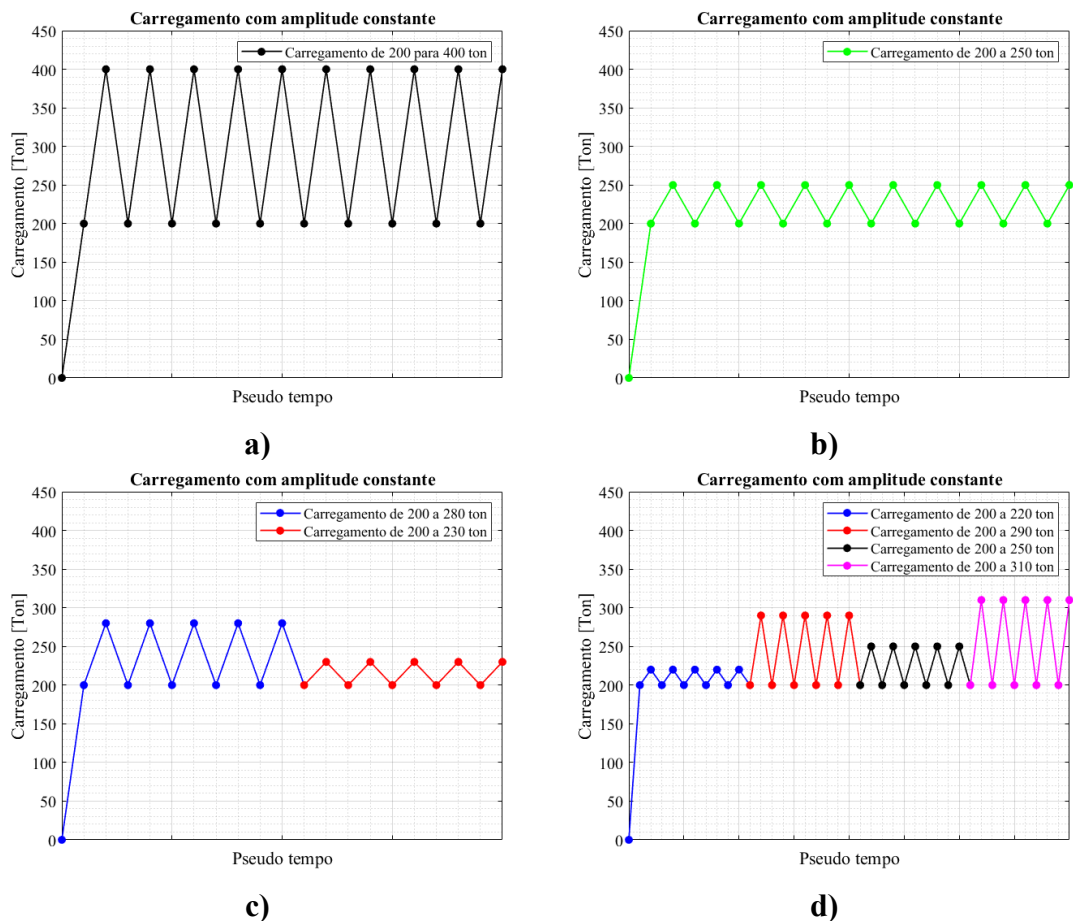 Carregamento com amplitude constante
450
400
350
300
250
200
150
100
50
0
Carregamento [Ton]
Carregamento de 200 para 400 ton
Pseudo tempo
a)
Carregamento com amplitude constante
450
400
350
300
250
200
150
100
50
0
Carregamento [Ton]
Carregamento de 200 a 250 ton
Pseudo tempo
b)
Carregamento com amplitude constante
450
400
350
300
250
200
150
100
50
0
Carregamento [Ton]
Carregamento de 200 a 280 ton
Carregamento de 200 a 230 ton
Pseudo tempo
c)
Carregamento com amplitude constante
450
400
350
300
250
200
150
100
50
0
Carregamento [Ton]
Carregamento de 200 a 220 ton
Carregamento de 200 a 290 ton
Carregamento de 200 a 250 ton
Carregamento de 200 a 310 ton
Pseudo tempo
d)